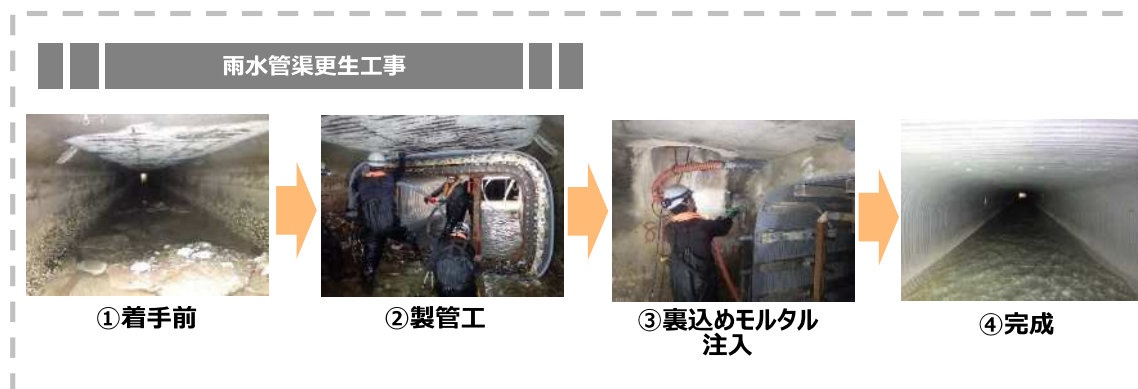 雨水管渠更生工事
①着手前
②製管工
③裏込めモルタル
注入
④完成